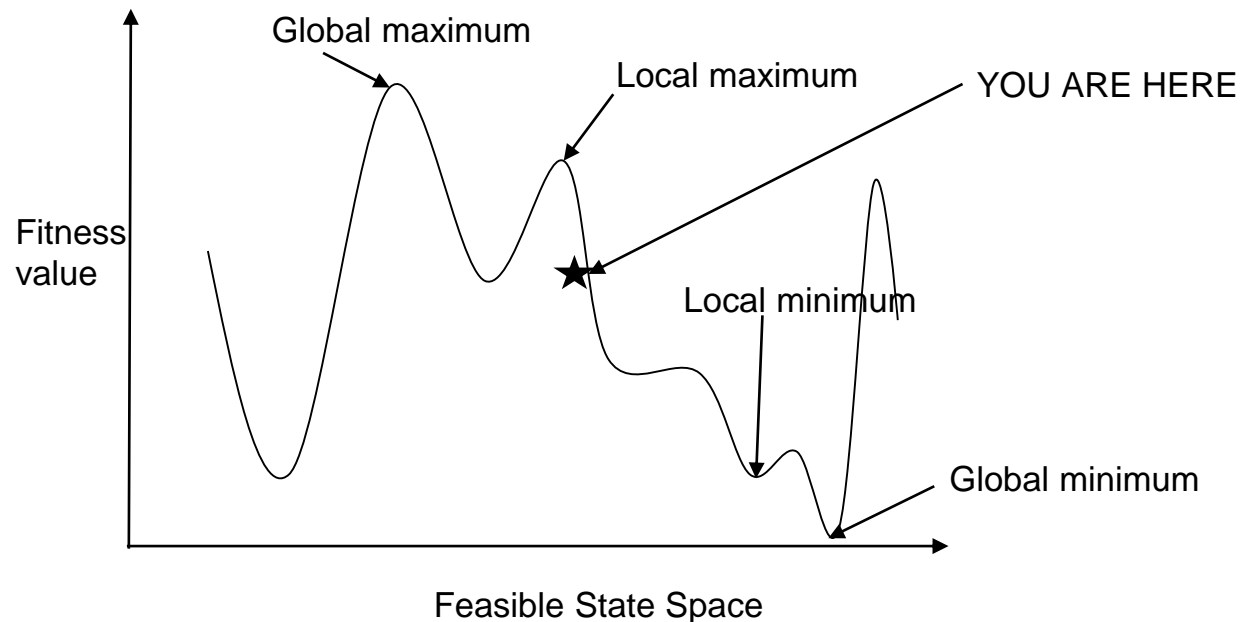 Global maximum
Local maximum
YOU ARE HERE
Fitness
value
Local minimum
Global minimum
Feasible State Space